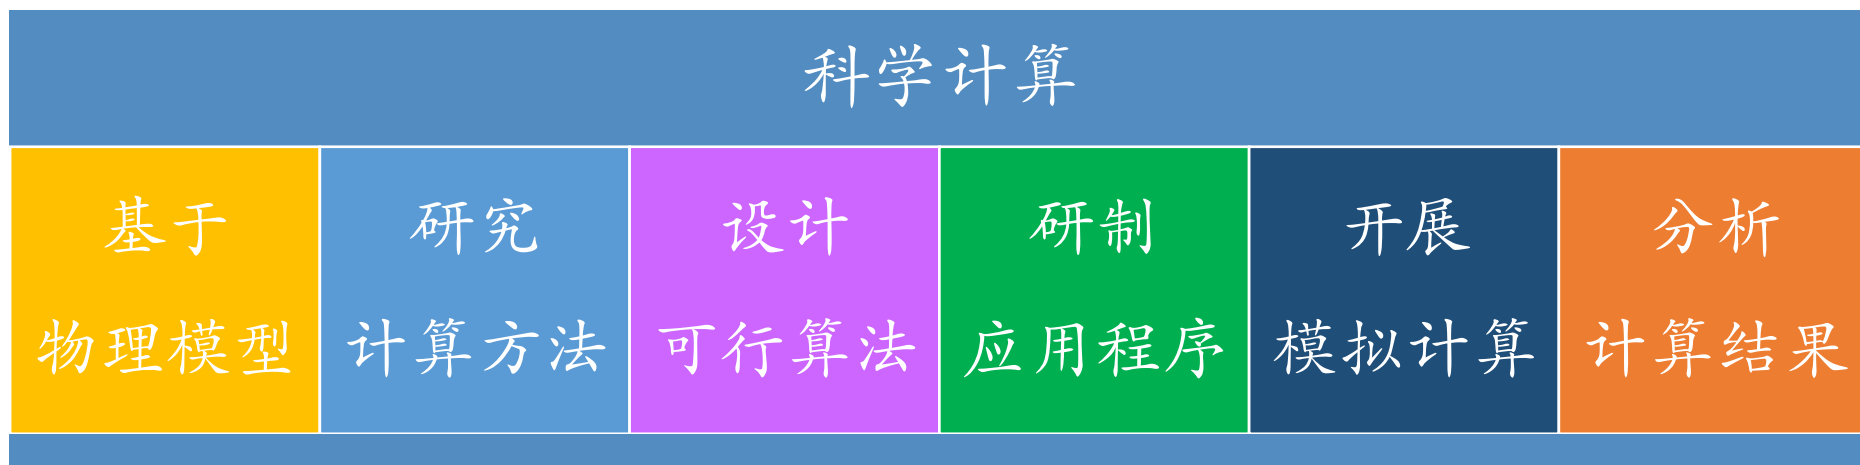 科学计算
基于
物理模型
研究
计算方法
设计
可行算法
研制
应用程序
开展
模拟计算
分析
计算结果